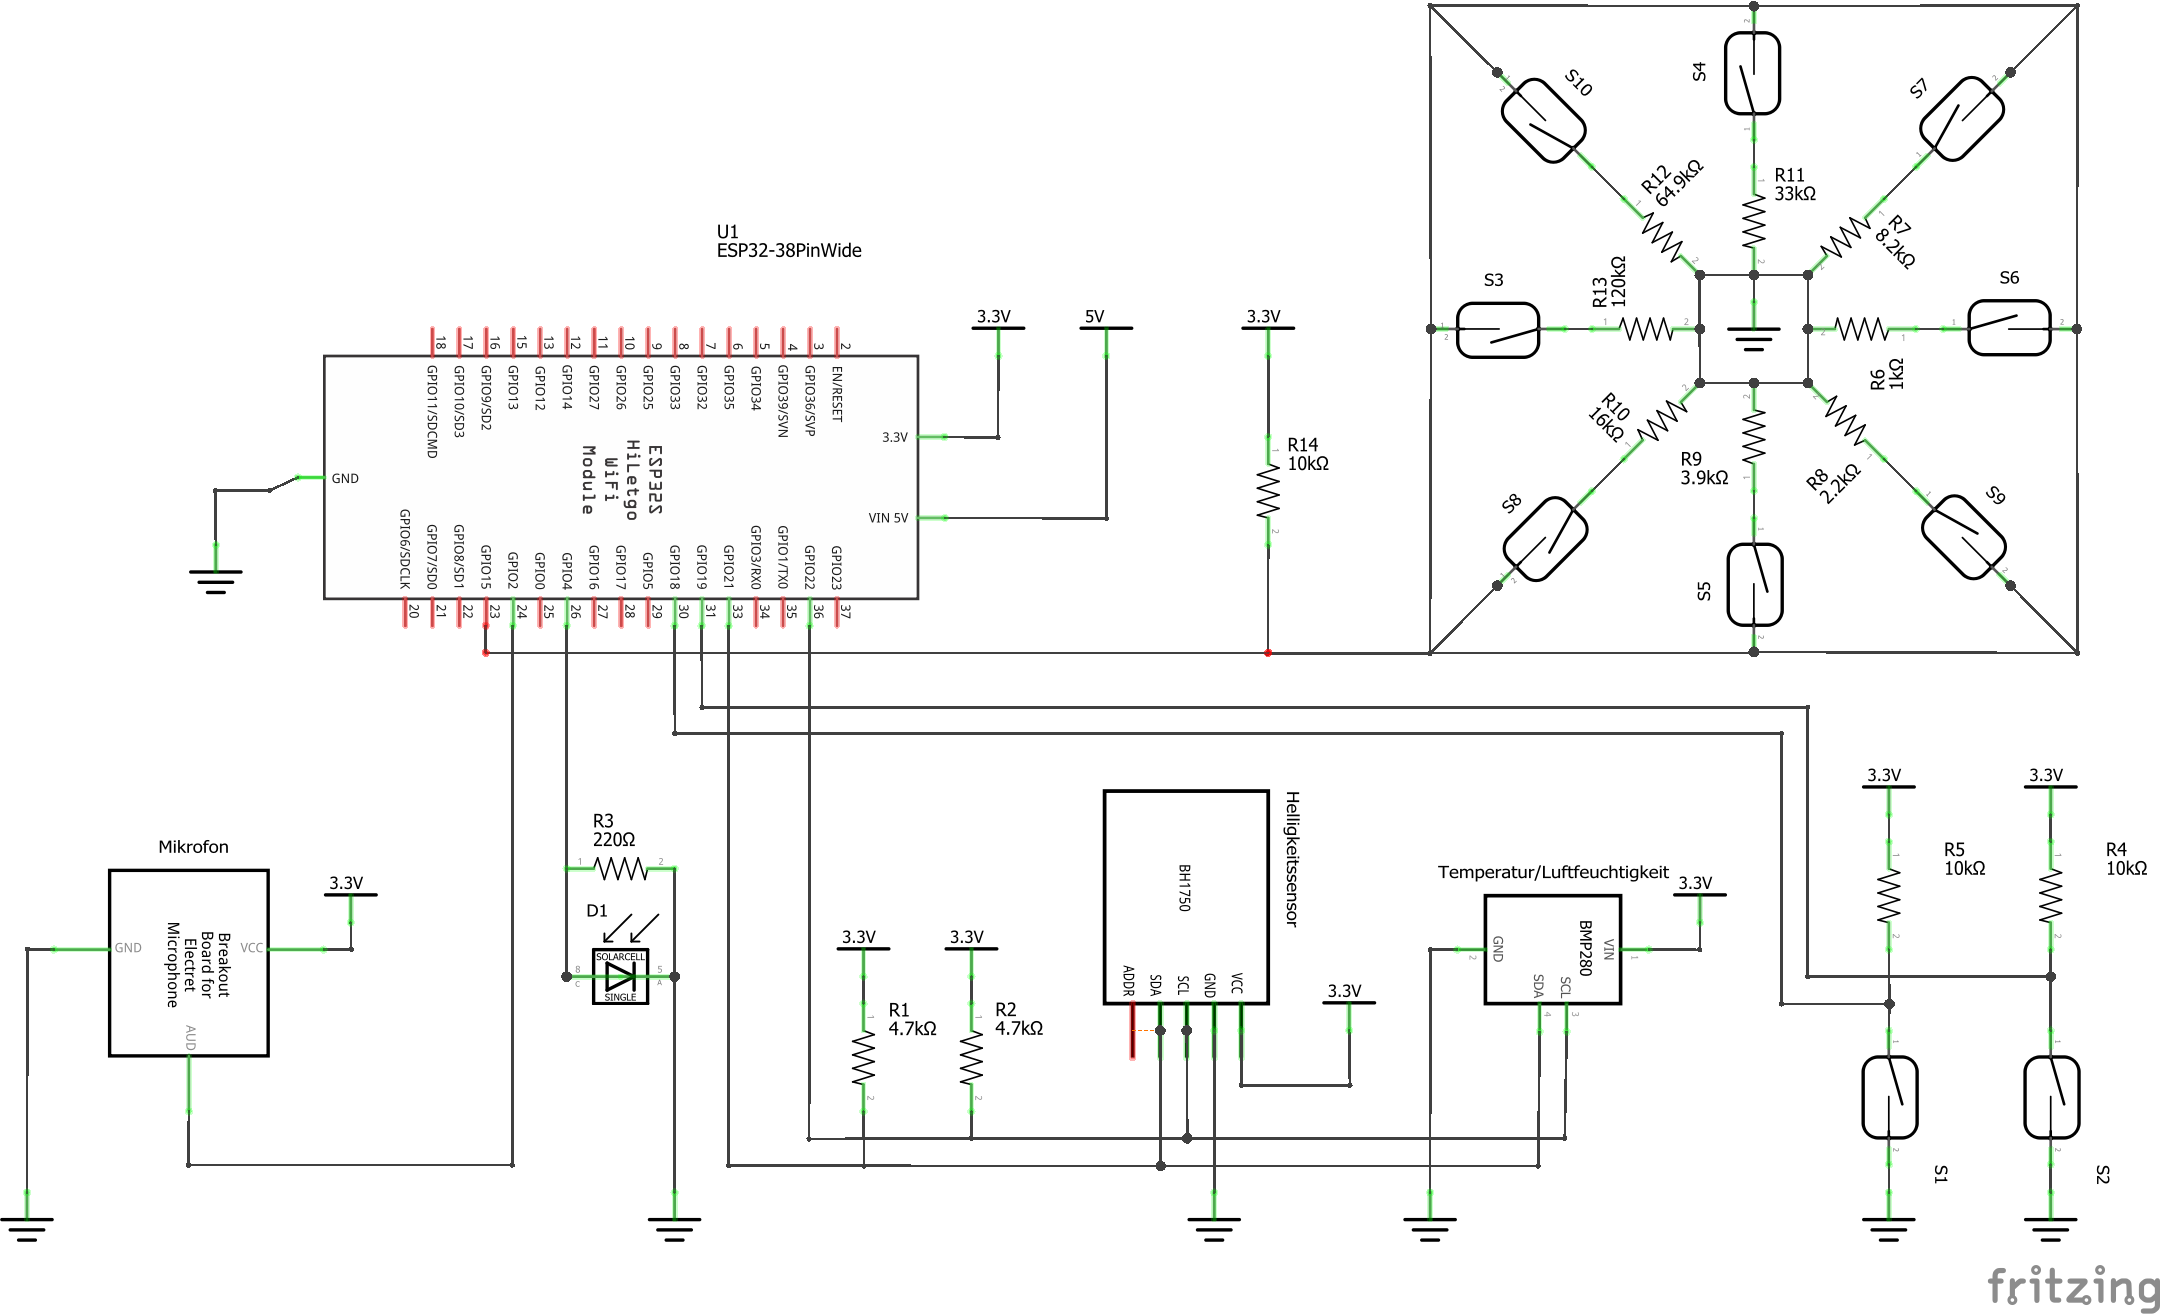 S10
S4
S7
R12
64.9kΩ
R11
33kΩ
R7
8.2kΩ
S3
R13
120kΩ
S6
R6
1kΩ
R10
16kΩ
R9
3.9kΩ
R8
2.2kΩ
S8
S5
S9
U1
ESP32-38PinWide
3.3V
5V
3.3V
18
17
16
15
13
12
11
10
9
8
7
6
5
4
3
2
GPIO11/SDCMD
GPIO10/SD3
GPIO9/SD2
GPIO13
GPIO12
GPIO14
GPIO27
GPIO26
GPIO25
GPIO33
GPIO32
GPIO35
GPIO34
GPIO39/SVN
GPIO36/SVP
EN/RESET
3.3V
GND
VIN 5V
ESP32S
HiLetgo
WiFi
Module
R14
10kΩ
GPIO6/SDCLK
GPIO7/SD0
GPIO8/SD1
GPIO15
GPIO2
GPIO0
GPIO4
GPIO16
GPIO17
GPIO5
GPIO18
GPIO19
GPIO21
GPIO3/RX0
GPIO1/TX0
GPIO22
GPIO23
20
21
22
23
24
25
26
27
28
29
30
31
33
34
35
36
37
Mikrofon
3.3V
GND
VCC
AUD
Breakout
Board for
Electret
Microphone
R3
220Ω
1
2
D1
SOLARCELL
SINGLE
8
C
5
A
3.3V
3.3V
R1
4.7kΩ
R2
4.7kΩ
Helligkeitssensor
BH1750
ADDR
SDA
SCL
GND
VCC
3.3V
Temperatur/Luftfeuchtigkeit
3.3V
BMP280
GND
VIN
SDA
SCL
2
1
4
3
3.3V
3.3V
R5
10kΩ
R4
10kΩ
S1
S2
fritzing